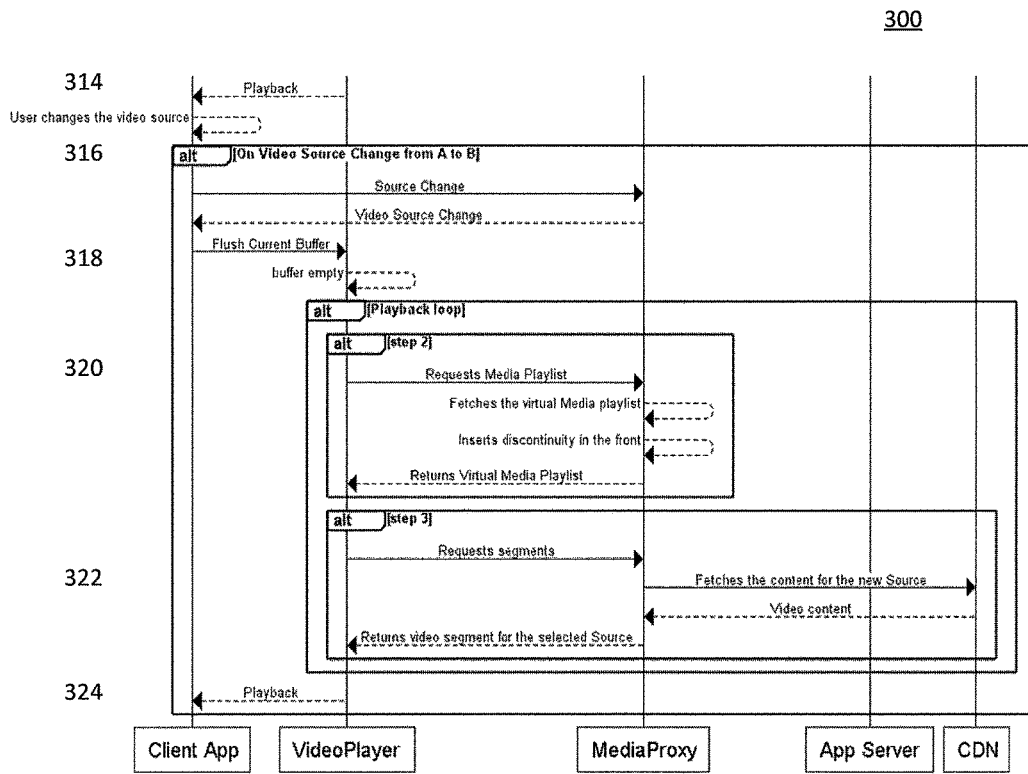 300
314
Playback
User changes the video source
316
alt [On Video Source Change from A to B]
Source Change
Video Source Change
Flush Current Buffer
318
buffer empty
alt [Playback loop]
alt [step 2]
320
Requests Media Playlist
Fetches the virtual Media playlist
Inserts discontinuity in the front
Returns Virtual Media Playlist
alt [step 3]
Requests segments
322
Fetches the content for the new Source
Video content
Returns video segment for the selected Source
324
Playback
Client App VideoPlayer MediaProxy App Server CDN